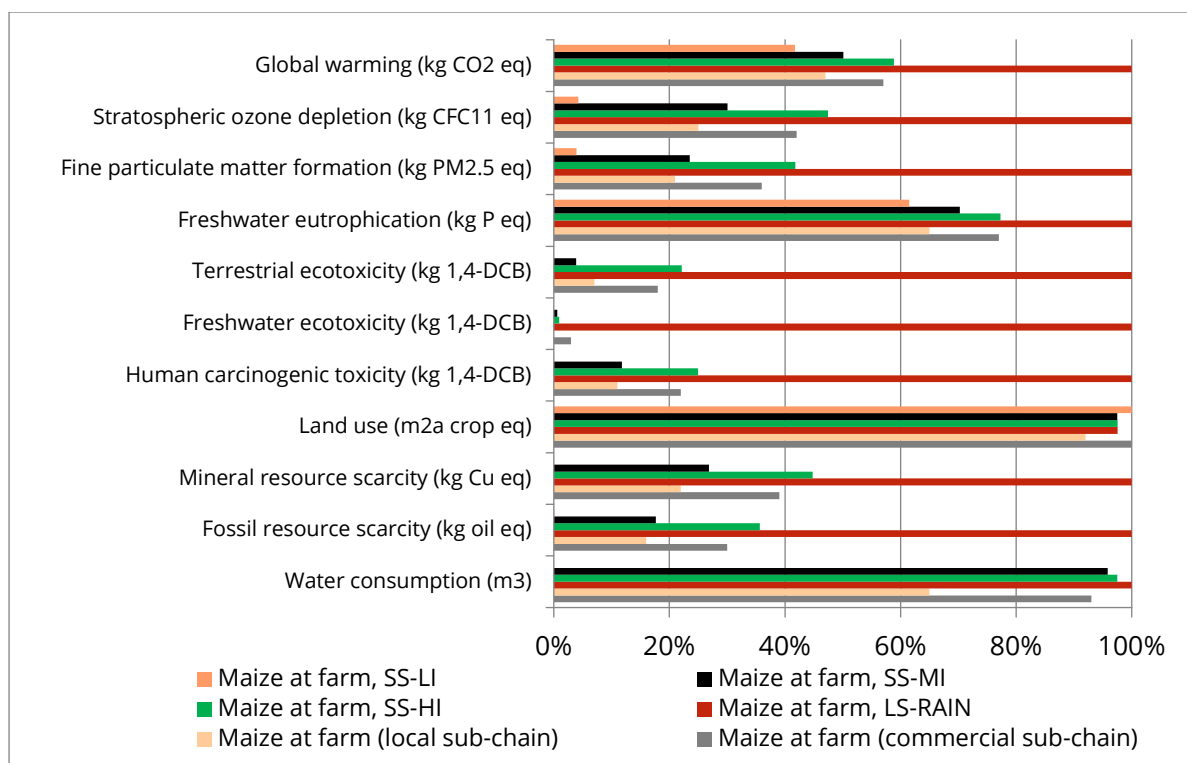 Global warming (kg CO2 eq)
Stratospheric ozone depletion (kg CFC11 eq)
Fine particulate matter formation (kg PM2.5 eq)
Freshwater eutrophication (kg P eq)
Terrestrial ecotoxicity (kg 1,4-DCB)
Freshwater ecotoxicity (kg 1,4-DCB)
Human carcinogenic toxicity (kg 1,4-DCB)
Land use (m2a crop eq)
Mineral resource scarcity (kg Cu eq)
Fossil resource scarcity (kg oil eq)
Water consumption (m3)
0% 20% 40% 60% 80% 100%
Maize at farm, SS-LI Maize at farm, SS-MI
Maize at farm, SS-HI Maize at farm, LS-RAIN
Maize at farm (local sub-chain) Maize at farm (commercial sub-chain)